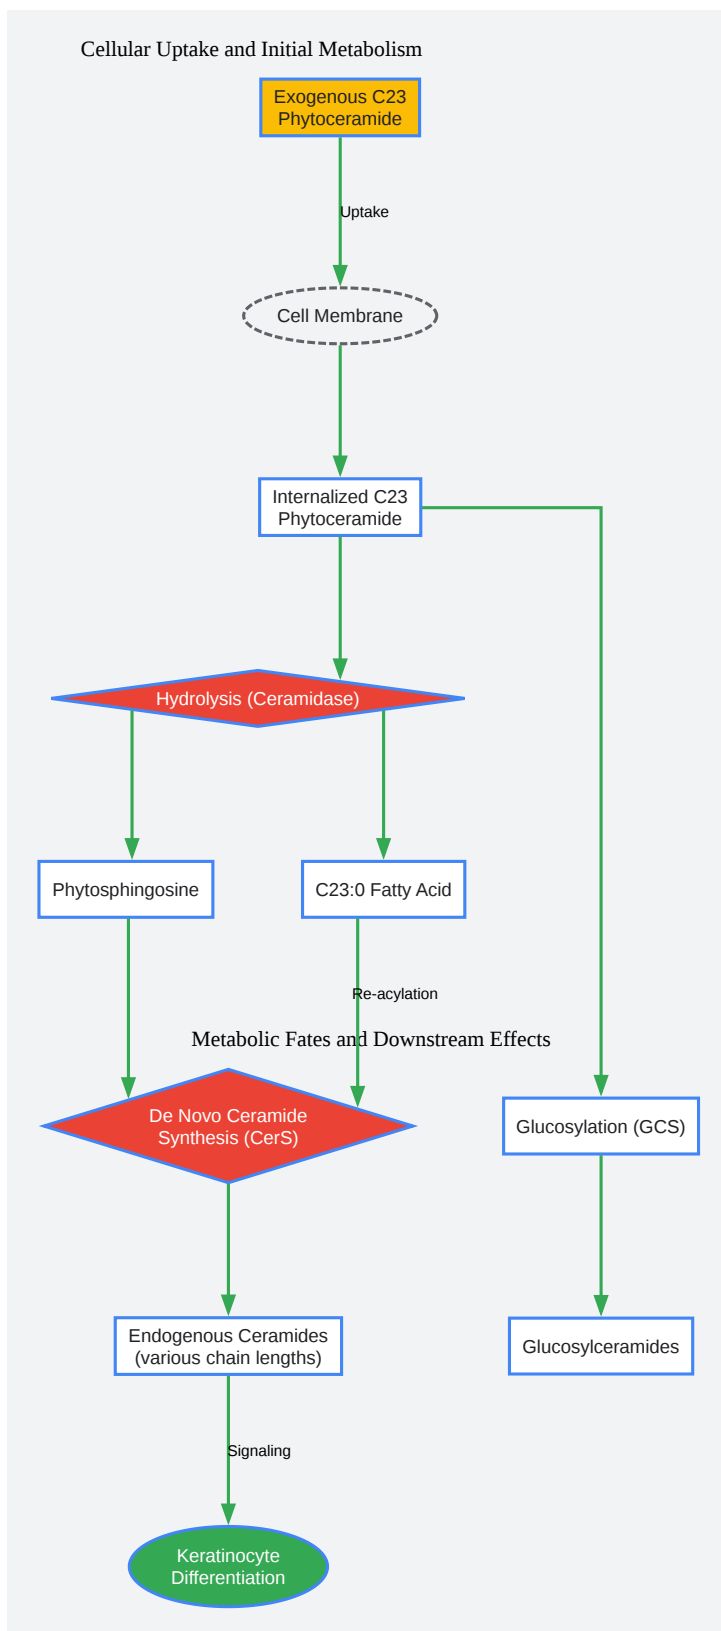 Cellular Uptake and Initial Metabolism
Exogenous C23
Phytoceramide
Uptake
Cell Membrane
Internalized C23
Phytoceramide
Hydrolysis (Ceramidase)
Phytosphingosine
C23:0 Fatty Acid
Re-acylation
Metabolic Fates and Downstream Effects
De Novo Ceramide
Synthesis (CerS)
Glucosylation (GCS)
Endogenous Ceramides
(various chain lengths)
Glucosylceramides
Signaling
Keratinocyte
Differentiation